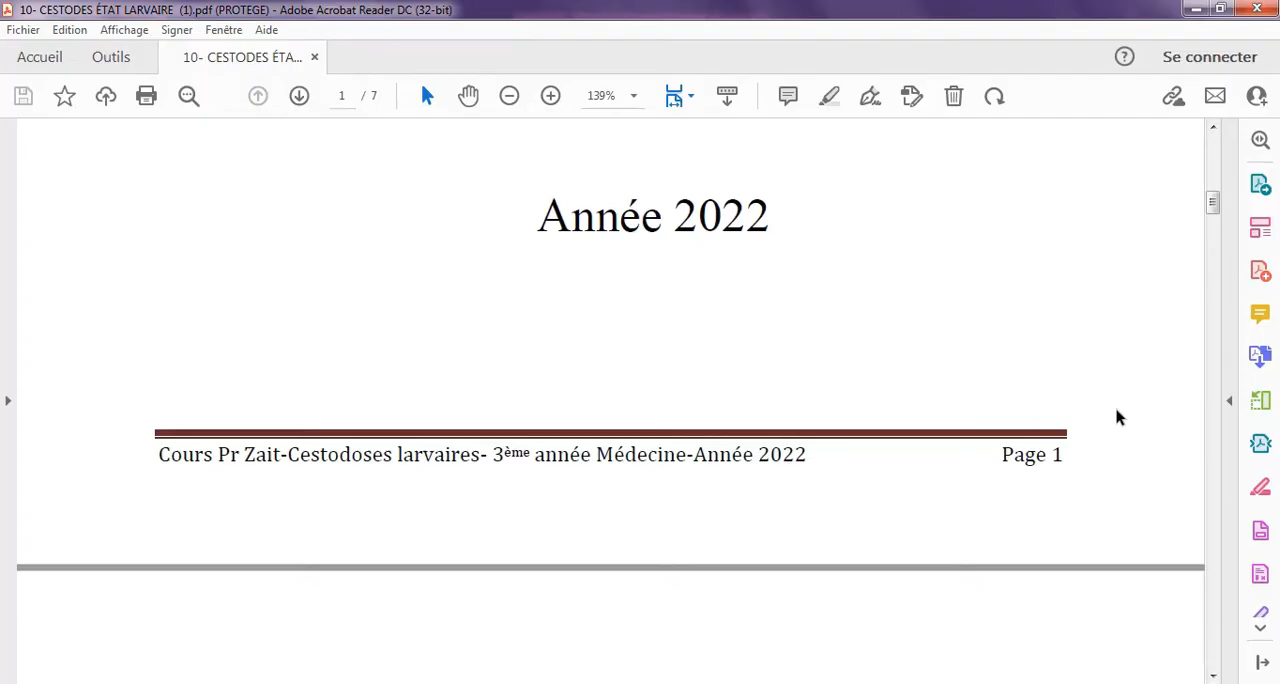 10- CESTODES ÉTAT LARVAIRE (1).pdf (PROTEGE) - Adobe Acrobat Reader DC (32-bit)
Fichier Edition Affichage Signer Fenêtre Aide
Accueil Outils 10- CESTODES ÉTA... × ? Se connecter
1 / 7 139%
Année 2022
Cours Pr Zait-Cestodoses larvaires- 3ème année Médecine-Année 2022 Page 1